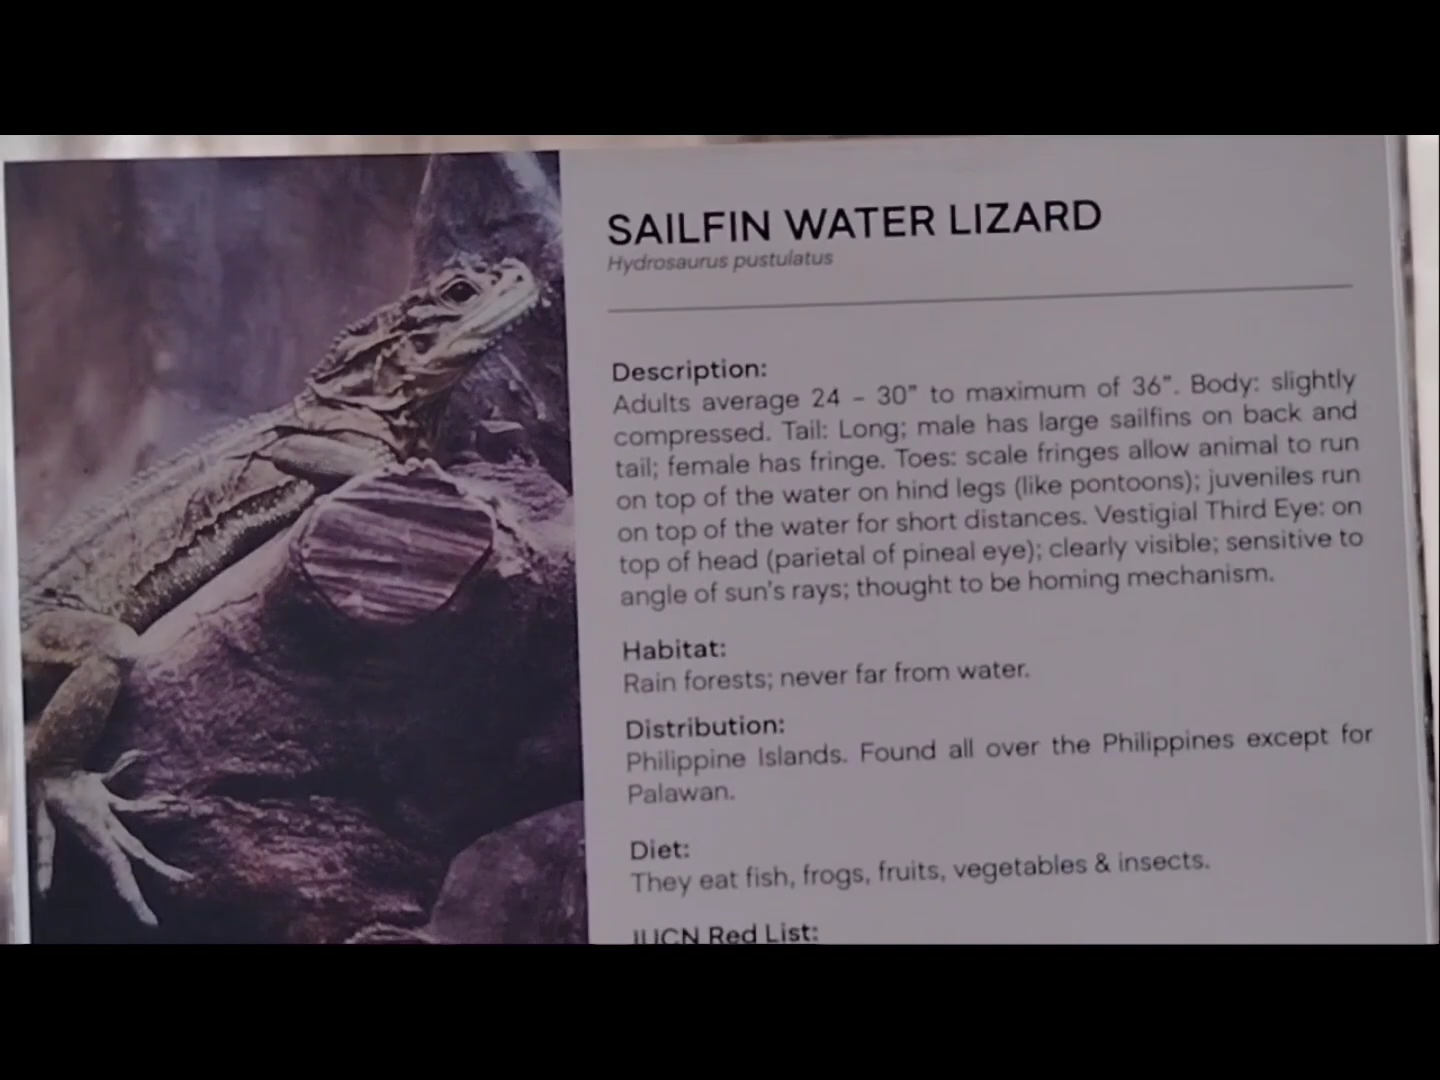 SAILFIN WATER LIZARD
Hydrosaurus pustulatus
Description:
Adults average 24 – 30” to maximum of 36”. Body: slightly
compressed. Tail: Long; male has large sailfins on back and
tail; female has fringe. Toes: scale fringes allow animal to run
on top of the water on hind legs (like pontoons); juveniles run
on top of the water for short distances. Vestigial Third Eye: on
top of head (parietal of pineal eye); clearly visible; sensitive to
angle of sun’s rays; thought to be homing mechanism.
Habitat:
Rain forests; never far from water.
Distribution:
Philippine Islands. Found all over the Philippines except for
Palawan.
Diet:
They eat fish, frogs, fruits, vegetables & insects.
IUCN Red List: